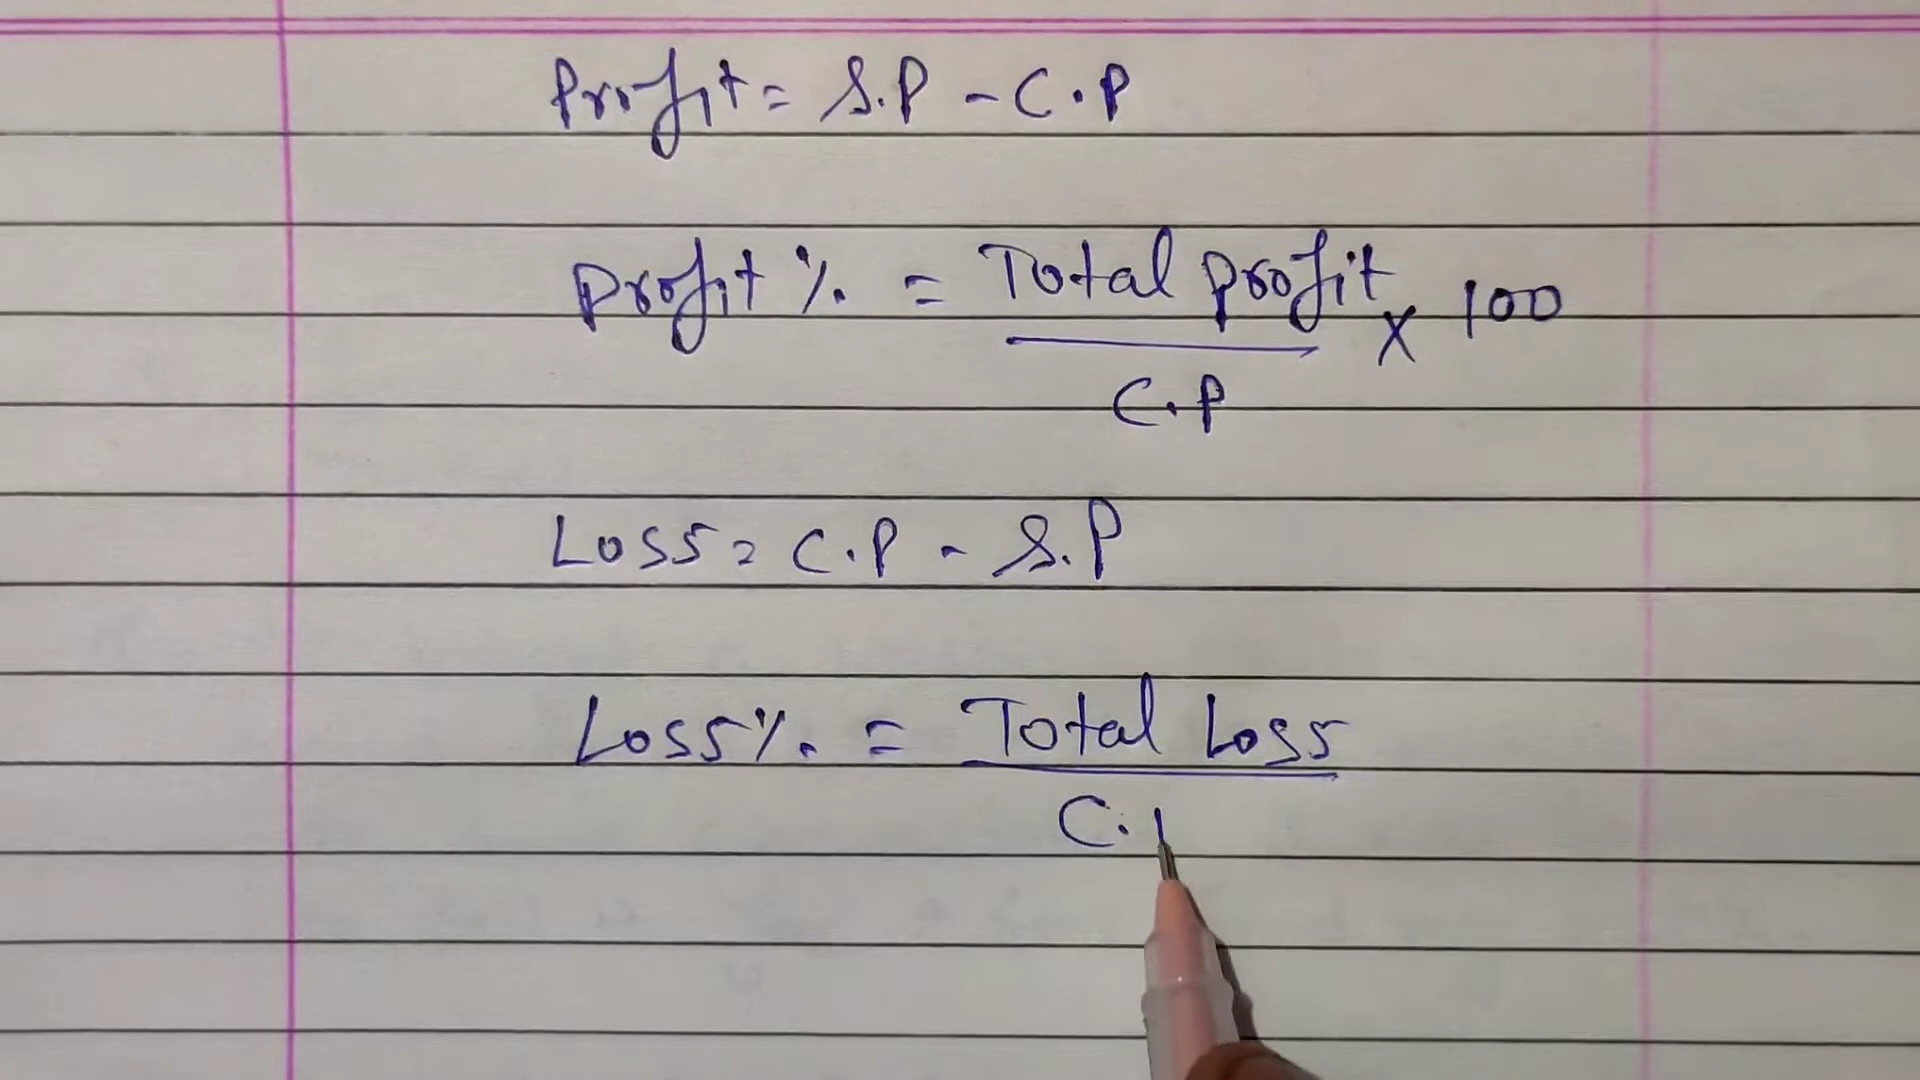 Profit = S.P - C.P
Profit % = Total Profit × 100
C.P
Loss = C.P - S.P
Loss % = Total Loss
C.